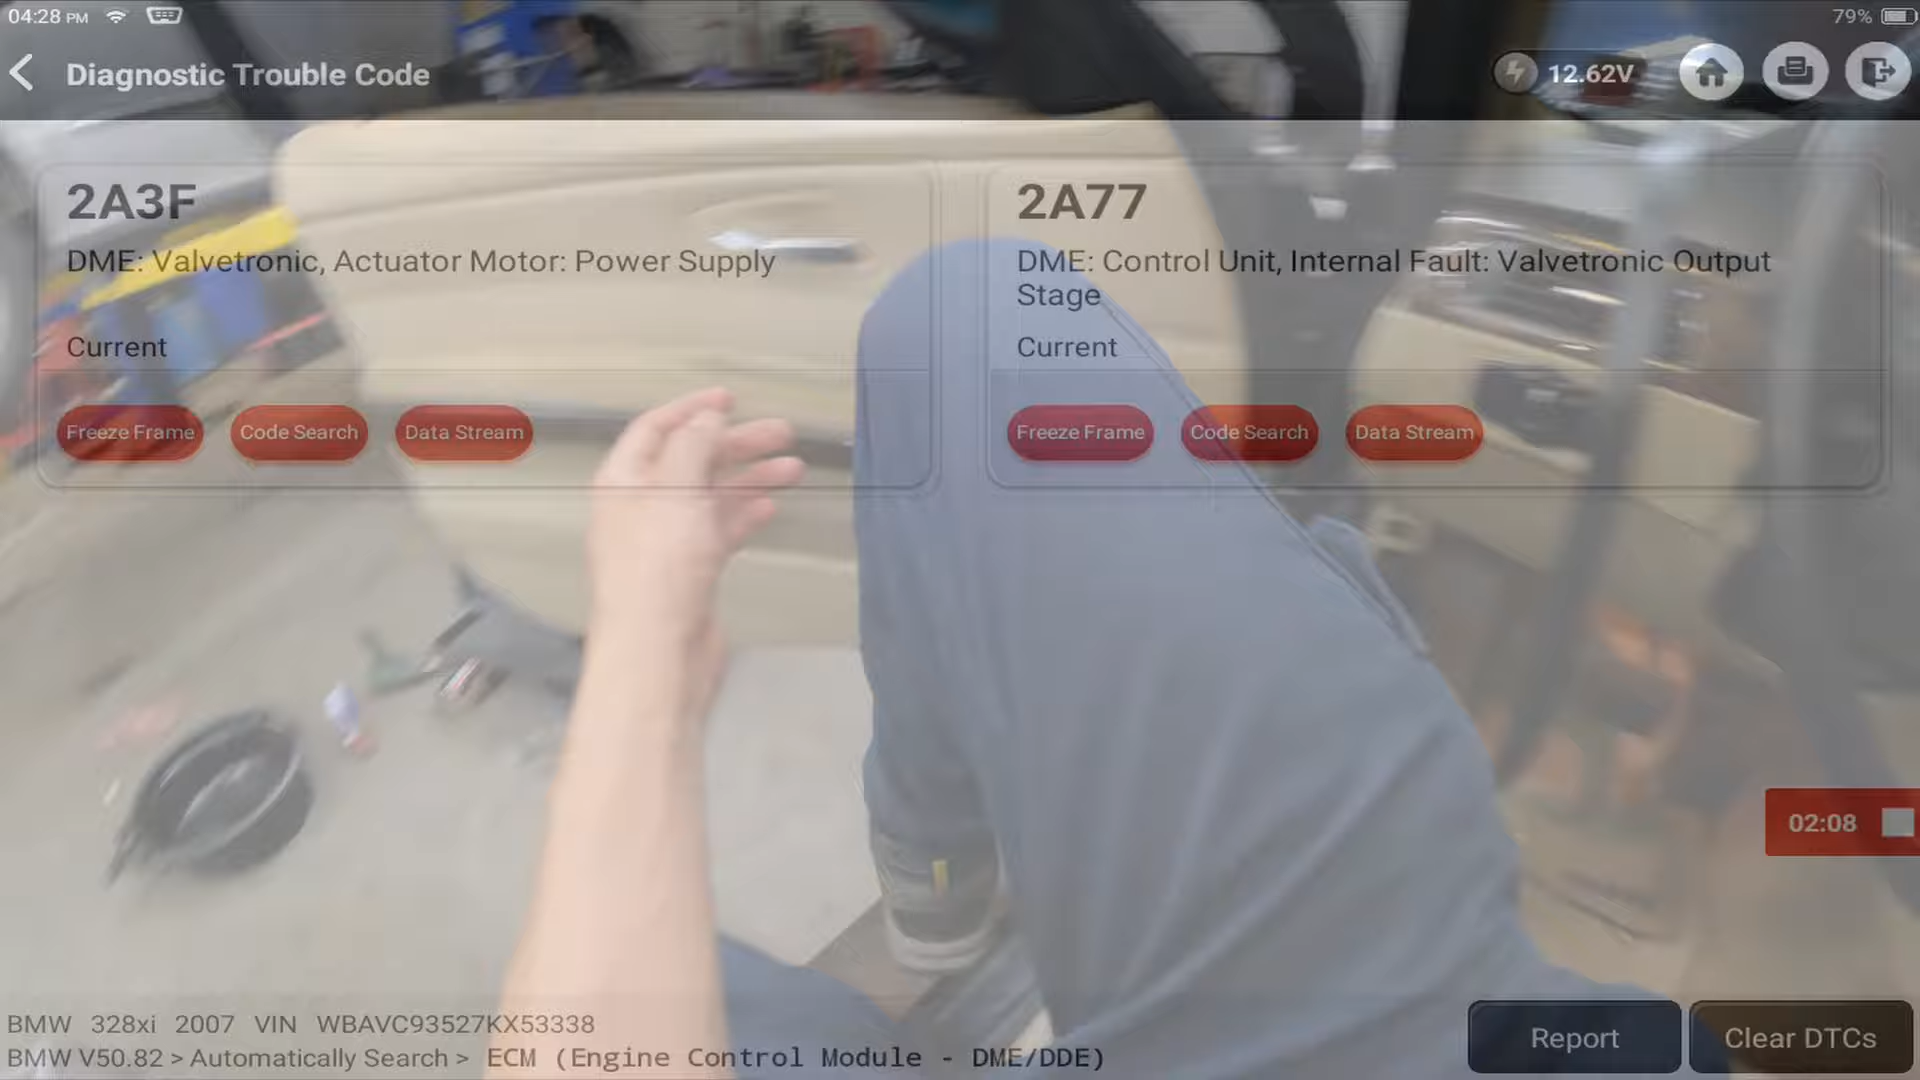 04:28 PM
79%
Diagnostic Trouble Code
12.62V
2A3F
DME: Valvetronic, Actuator Motor: Power Supply
Current
Freeze Frame
Code Search
Data Stream
2A77
DME: Control Unit, Internal Fault: Valvetronic Output
Stage
Current
Freeze Frame
Code Search
Data Stream
02:08
BMW 328xi 2007 VIN WBAVC93527KX53338
BMW V50.82 > Automatically Search > ECM (Engine Control Module - DME/DDE)
Report
Clear DTCs